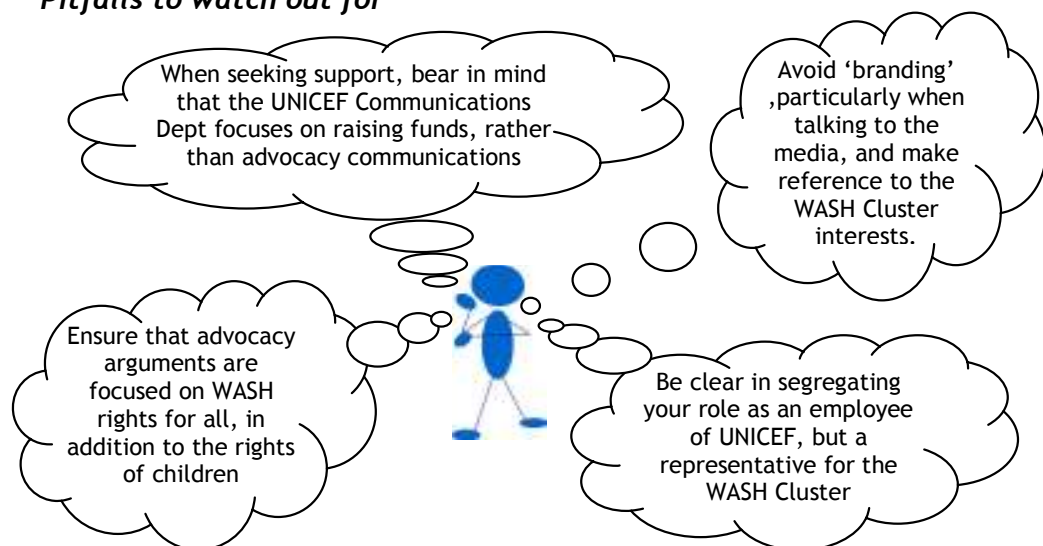 Pitfalls to watch out for
When seeking support, bear in mind
that the UNICEF Communications
Dept focuses on raising funds, rather
than advocacy communications
Avoid ‘branding’
,particularly when
talking to the
media, and make
reference to the
WASH Cluster
interests.
Ensure that advocacy
arguments are
focused on WASH
rights for all, in
addition to the rights
of children
Be clear in segregating
your role as an employee
of UNICEF, but a
representative for the
WASH Cluster